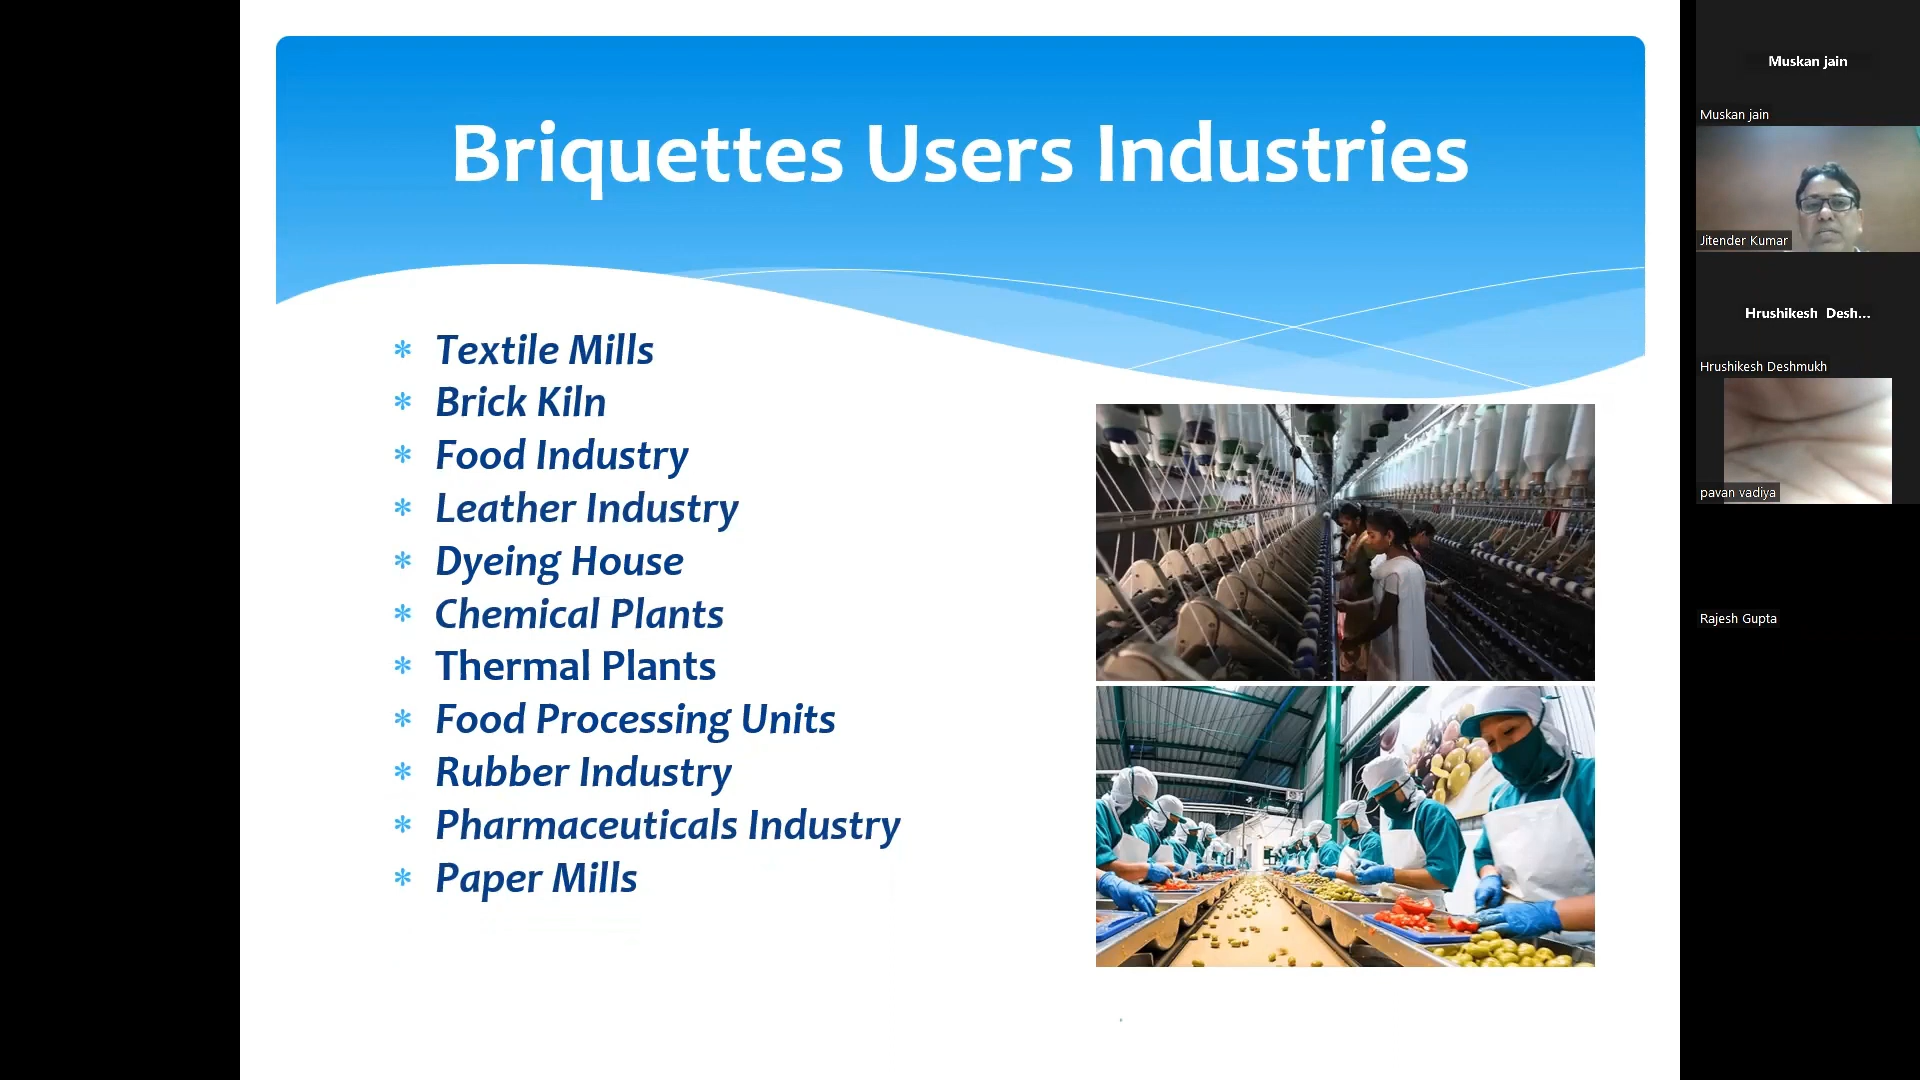 Briquettes Users Industries
* Textile Mills
* Brick Kiln
* Food Industry
* Leather Industry
* Dyeing House
* Chemical Plants
* Thermal Plants
* Food Processing Units
* Rubber Industry
* Pharmaceuticals Industry
* Paper Mills
Muskan jain
Muskan jain
Jitender Kumar
Hrushikesh Desh...
Hrushikesh Deshmukh
pavan vadiya
Rajesh Gupta